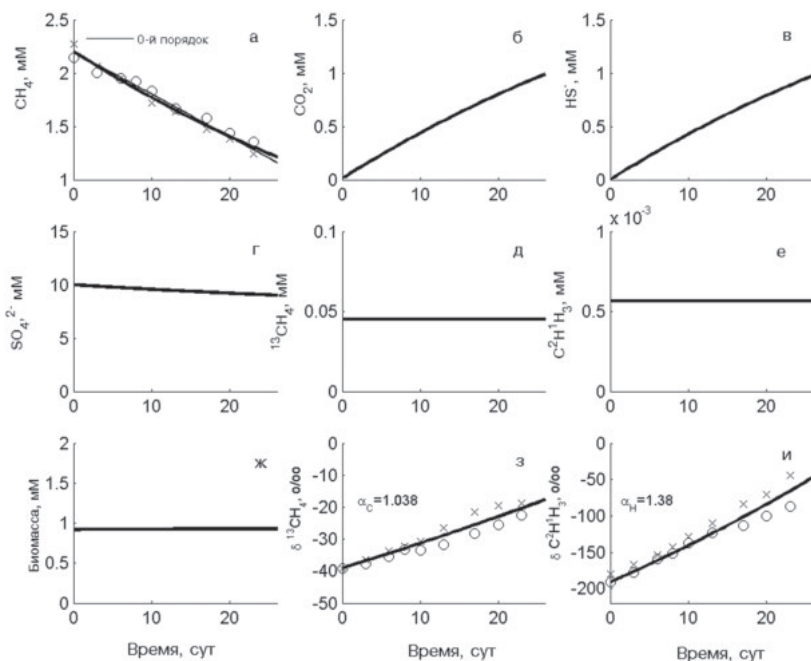 2.5
2
1.5
1
0
10
20
CH₄, мМ
0-й порядок
а
1.5
1
0.5
0
0
10
20
CO₂, мМ
б
1.5
1
0.5
0
0
10
20
HS⁻, мМ
в
15
10
5
0
0
10
20
SO₄²⁻ мМ
г
0.1
0.05
0
0
10
20
¹³CH₄, мМ
д
x 10⁻³
1
0.5
0
0
10
20
C²H¹H₃, мМ
е
2
1.5
1
0.5
0
0
10
20
Биомасса, мМ
ж
Время, сут
0
-10
-20
-30
-40
-50
0
10
20
δ ¹³CH₄, о/оо
α_C=1.038
з
Время, сут
0
-50
-100
-150
-200
0
10
20
δ C²H¹H₃, о/оо
α_H=1.38
и
Время, сут